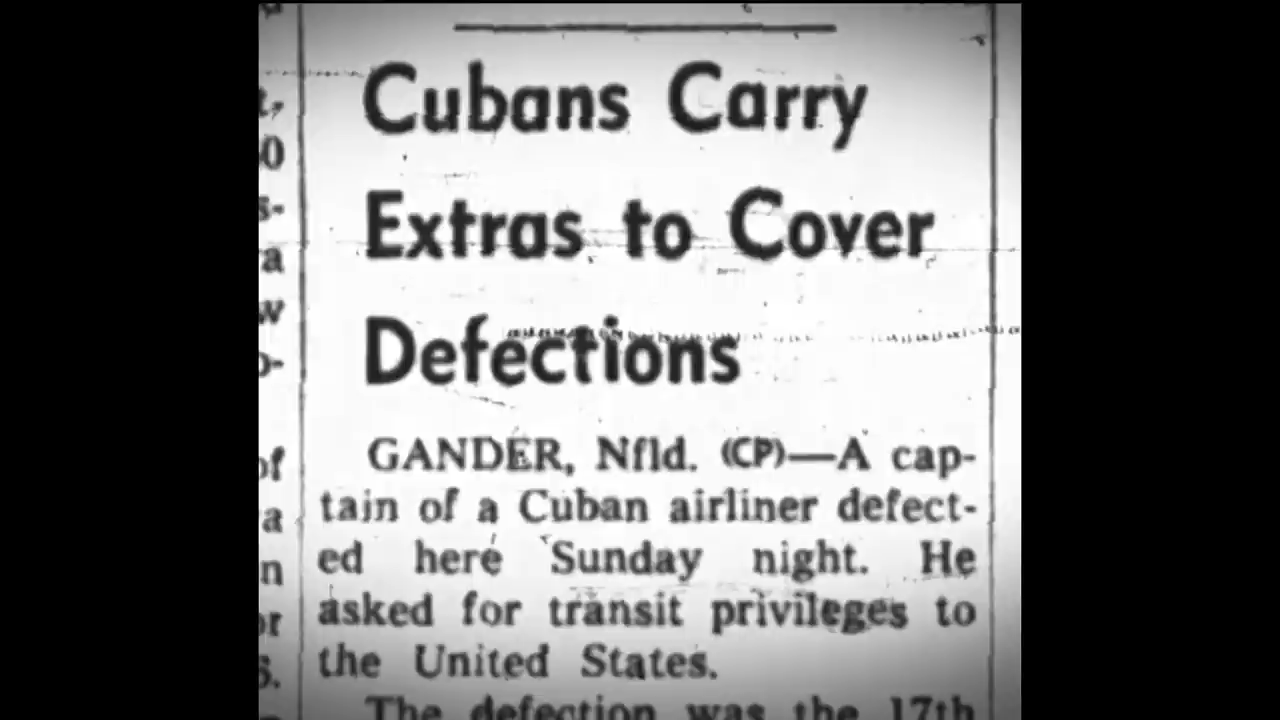 Cubans Carry
Extras to Cover
Defections
GANDER, Nfld. (CP)—A cap-
tain of a Cuban airliner defect-
ed here Sunday night. He
asked for transit privileges to
the United States.
The defection was the 17th